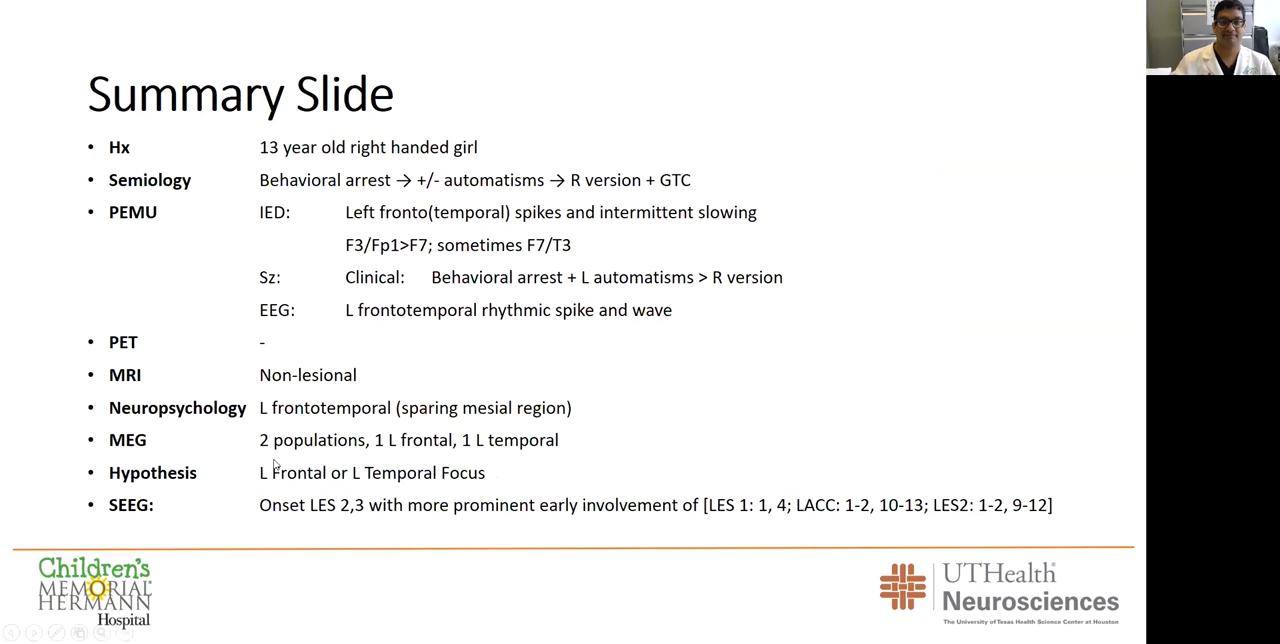 Summary Slide
• Hx 13 year old right handed girl
• Semiology Behavioral arrest → +/- automatisms → R version + GTC
• PEMU IED: Left fronto(temporal) spikes and intermittent slowing
F3/Fp1>F7; sometimes F7/T3
Sz: Clinical: Behavioral arrest + L automatisms > R version
EEG: L frontotemporal rhythmic spike and wave
• PET -
• MRI Non-lesional
• Neuropsychology L frontotemporal (sparing mesial region)
• MEG 2 populations, 1 L frontal, 1 L temporal
• Hypothesis L Frontal or L Temporal Focus
• SEEG: Onset LES 2,3 with more prominent early involvement of [LES 1: 1, 4; LACC: 1-2, 10-13; LES2: 1-2, 9-12]
Children's
MEMORIAL
HERMANN
Hospital
UTHealth
Neurosciences
The University of Texas Health Science Center at Houston